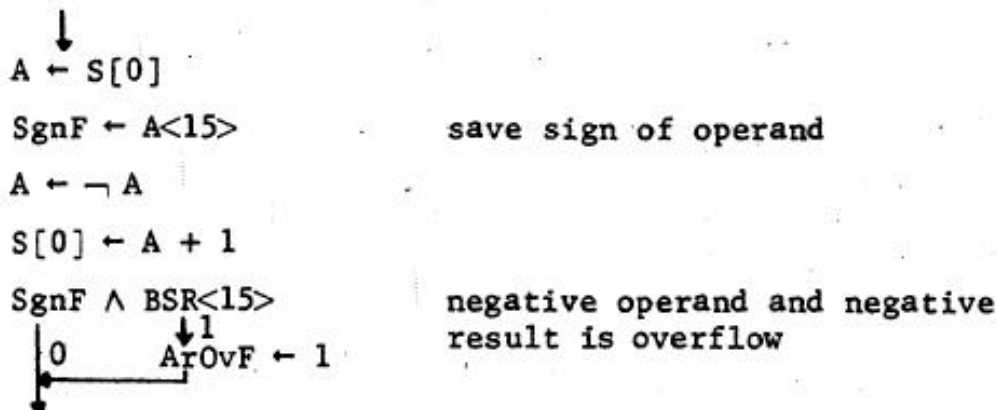 A ← S[0]
SgnF ← A<15> save sign of operand
A ← ¬ A
S[0] ← A + 1
SgnF ∧ BSR<15> negative operand and negative
1 result is overflow
0 ArOvF ← 1